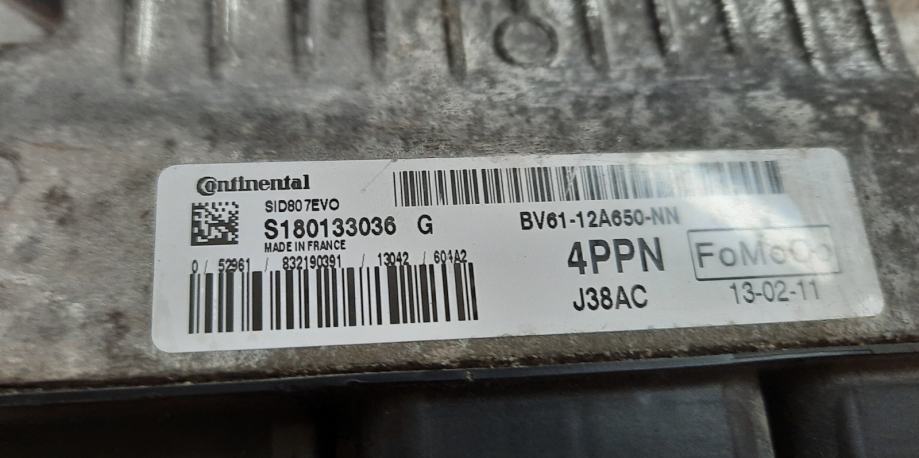 Continental
SID807EVO
S180133036 G
MADE IN FRANCE
0 / 52961 / 832190391 / 13042 / 604A2
BV61-12A650-NN
4PPN
FoMoCo
J38AC
13-02-11